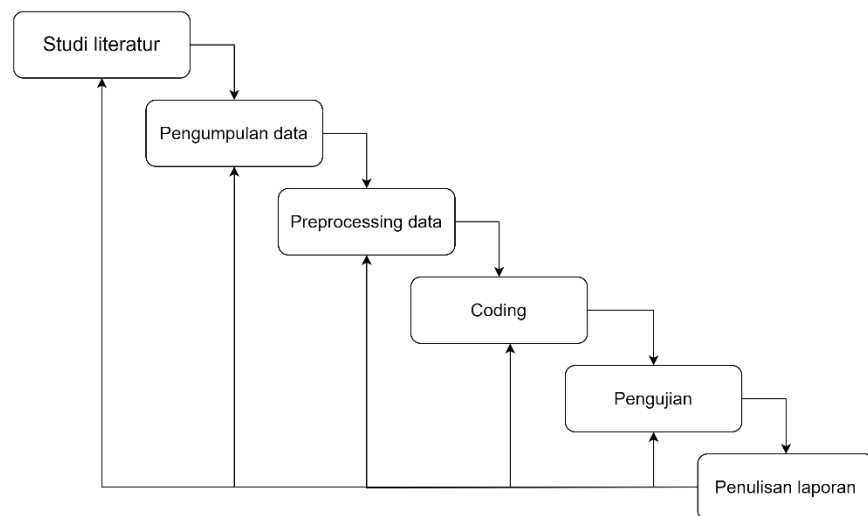 Studi literatur
Pengumpulan data
Preprocessing data
Coding
Pengujian
Penulisan laporan